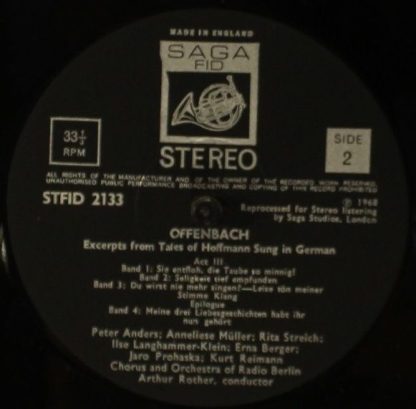 MADE IN ENGLAND
SAGA
FID
STEREO
33⅓
RPM
SIDE
2
ALL RIGHTS OF THE MANUFACTURER AND OF THE OWNER OF THE RECORDED WORK RESERVED.
UNAUTHORISED PUBLIC PERFORMANCE BROADCASTING AND COPYING OF THIS RECORD PROHIBITED
STFID 2133
℗ 1968
Reprocessed for Stereo listening
by Saga Studios, London
OFFENBACH
Excerpts from Tales of Hoffmann Sung in German
Act III
Band 1: Sie entfloh, die Taube so minnig!
Band 2: Seligkeit tief empfunden
Band 3: Du wirst nie mehr singen?—Leise tön meiner
Stimme Klang
Epilogue
Band 4: Meine drei Liebesgeschichten habt ihr
nun gehört
Peter Anders; Anneliese Müller; Rita Streich;
Ilse Langhammer-Klein; Erna Berger;
Jaro Prohaska; Kurt Reimann
Chorus and Orchestra of Radio Berlin
Arthur Rother, conductor